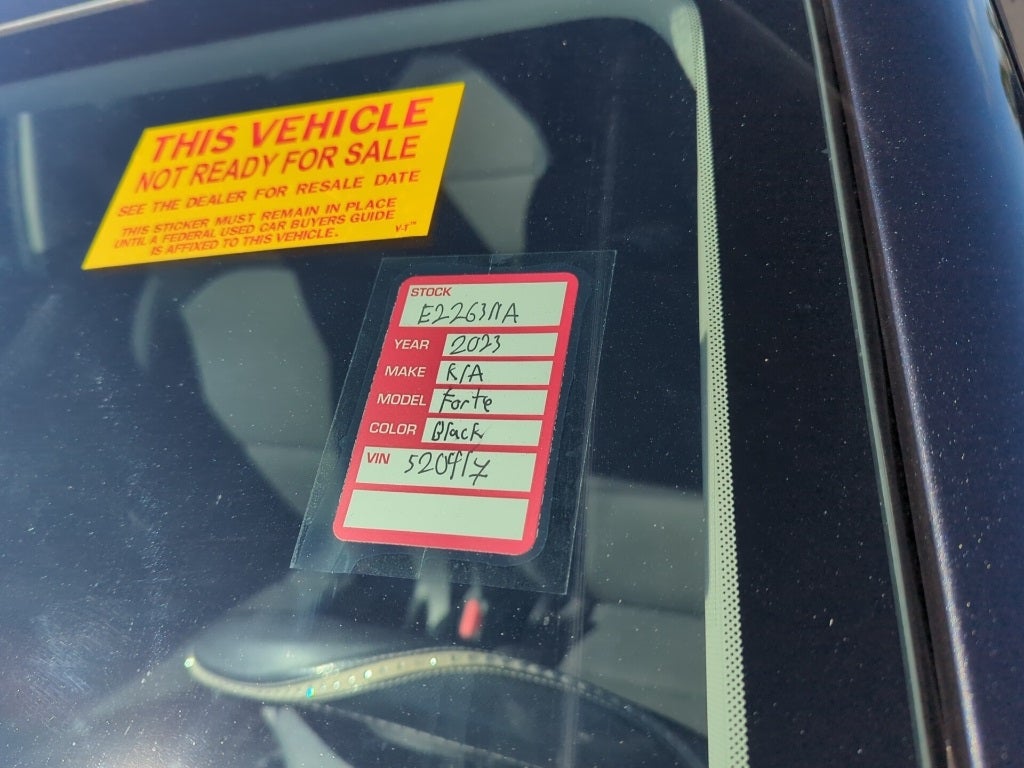 THIS VEHICLE
NOT READY FOR SALE
SEE THE DEALER FOR RESALE DATE
THIS STICKER MUST REMAIN IN PLACE
UNTIL A FEDERAL USED CAR BUYERS GUIDE
IS AFFIXED TO THIS VEHICLE.
V-T™
STOCK
YEAR 2023
MAKE KIA
MODEL Forte
COLOR Black
VIN